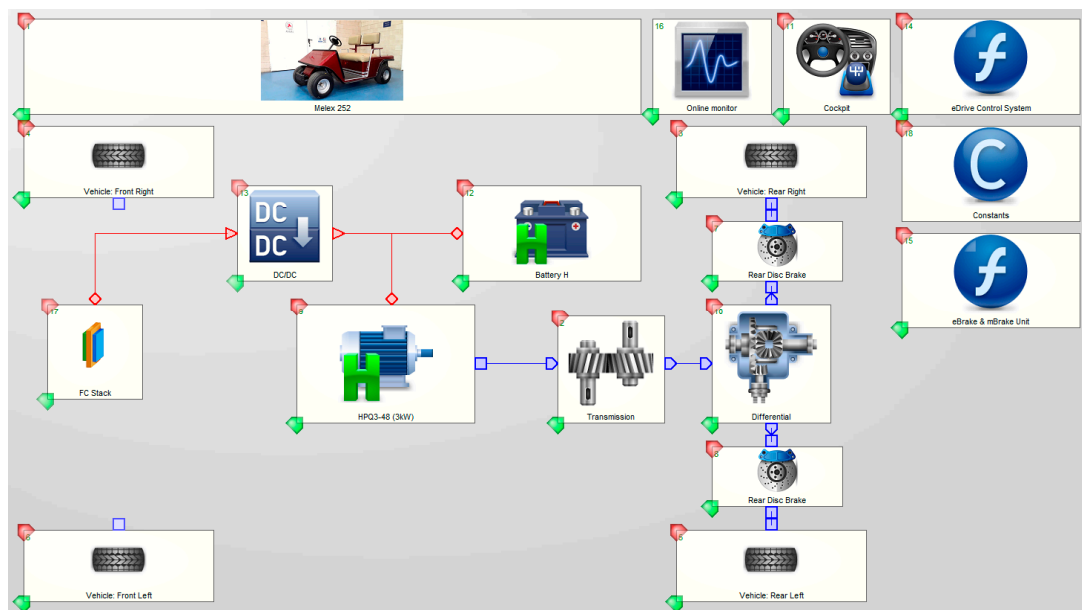 1
Melex 252
16
Online monitor
11
Cockpit
14
eDrive Control System
4
Vehicle: Front Right
13
DC
DC
DC/DC
12
H
Battery H
3
Vehicle: Rear Right
18
C
Constants
7
Rear Disc Brake
15
f
eBrake & mBrake Unit
17
FC Stack
9
H
HPQ3-48 (3kW)
2
Transmission
10
Differential
8
Rear Disc Brake
6
Vehicle: Front Left
5
Vehicle: Rear Left